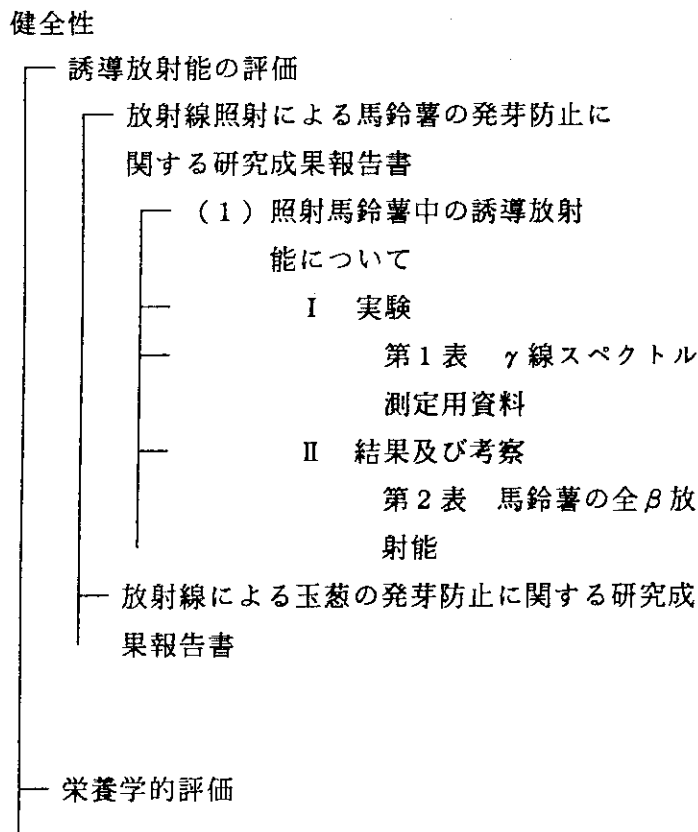 健全性
誘導放射能の評価
放射線照射による馬鈴薯の発芽防止に
関する研究成果報告書
(1)照射馬鈴薯中の誘導放射
能について
Ⅰ 実験
第1表 γ線スペクトル
測定用資料
Ⅱ 結果及び考察
第2表 馬鈴薯の全β放
射能
放射線による玉葱の発芽防止に関する研究成
果報告書
栄養学的評価